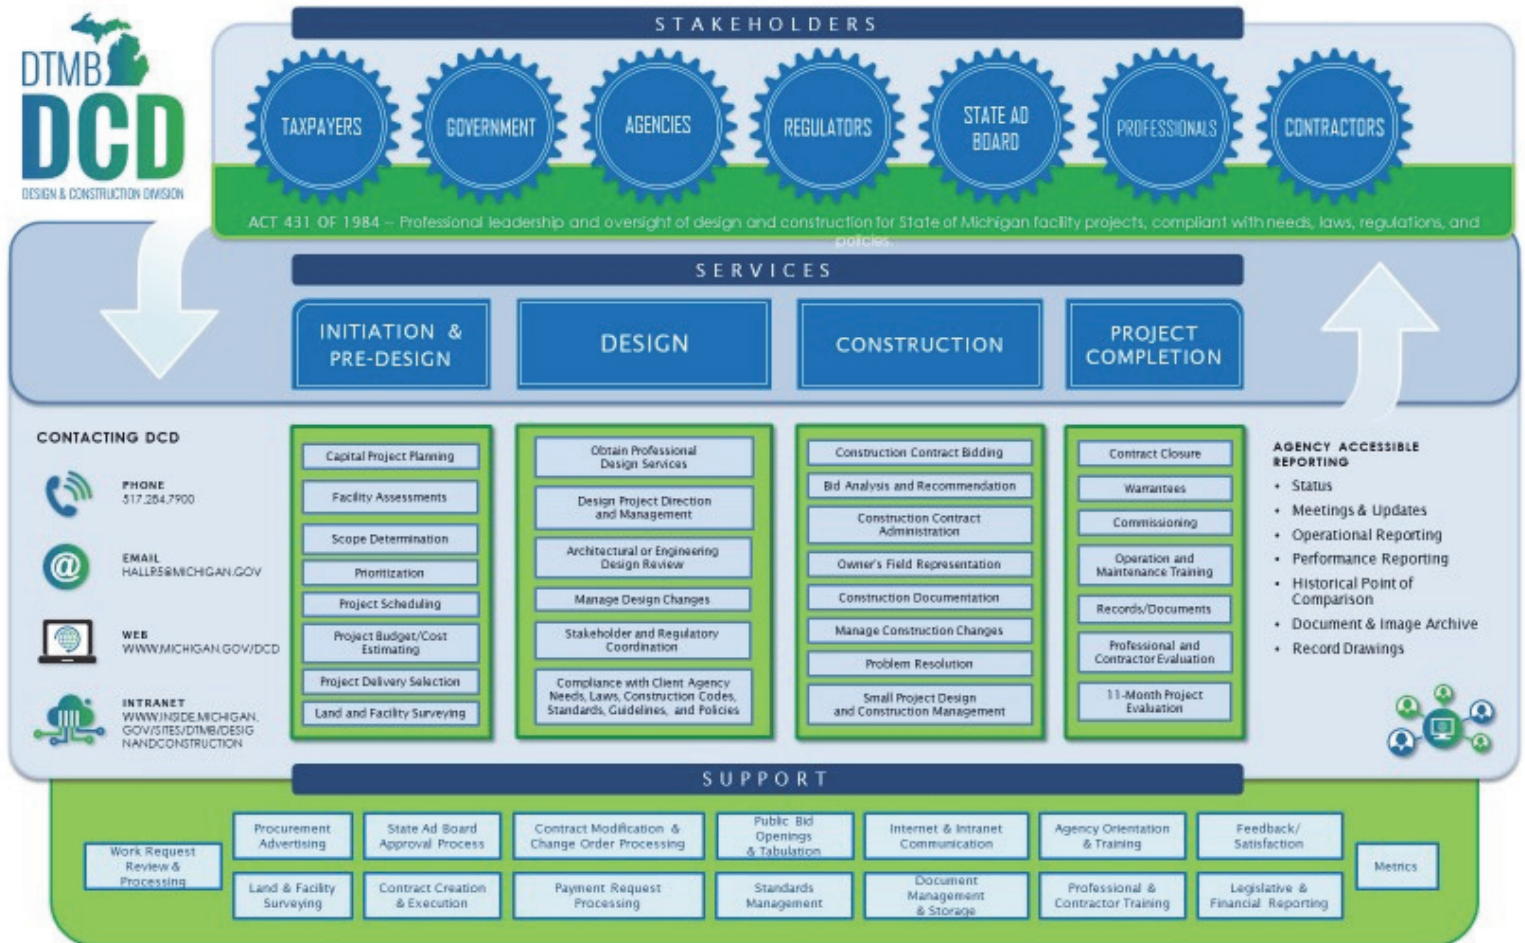 DTMB
DCD
DESIGN & CONSTRUCTION DIVISION
STAKEHOLDERS
TAXPAYERS
GOVERNMENT
AGENCIES
REGULATORS
STATE AD
BOARD
PROFESSIONALS
CONTRACTORS
ACT 431 OF 1984 – Professional leadership and oversight of design and construction for State of Michigan facility projects, compliant with needs, laws, regulations, and
policies.
SERVICES
INITIATION &
PRE-DESIGN
DESIGN
CONSTRUCTION
PROJECT
COMPLETION
CONTACTING DCD
PHONE
517.284.7900
EMAIL
HALLR5@MICHIGAN.GOV
WEB
WWW.MICHIGAN.GOV/DCD
INTRANET
WWW.INSIDE.MICHIGAN.
GOV/SITES/DTMB/DESIG
NANDCONSTRUCTION
Capital Project Planning
Facility Assessments
Scope Determination
Prioritization
Project Scheduling
Project Budget/Cost
Estimating
Project Delivery Selection
Land and Facility Surveying
Obtain Professional
Design Services
Design Project Direction
and Management
Architectural or Engineering
Design Review
Manage Design Changes
Stakeholder and Regulatory
Coordination
Compliance with Client Agency
Needs, Laws, Construction Codes,
Standards, Guidelines, and Policies
Construction Contract Bidding
Bid Analysis and Recommendation
Construction Contract
Administration
Owner's Field Representation
Construction Documentation
Manage Construction Changes
Problem Resolution
Small Project Design
and Construction Management
Contract Closure
Warrantees
Commissioning
Operation and
Maintenance Training
Records/Documents
Professional and
Contractor Evaluation
11-Month Project
Evaluation
AGENCY ACCESSIBLE
REPORTING
• Status
• Meetings & Updates
• Operational Reporting
• Performance Reporting
• Historical Point of
Comparison
• Document & Image Archive
• Record Drawings
SUPPORT
Work Request
Review &
Processing
Procurement
Advertising
State Ad Board
Approval Process
Contract Modification &
Change Order Processing
Public Bid
Openings
& Tabulation
Internet & Intranet
Communication
Agency Orientation
& Training
Feedback/
Satisfaction
Metrics
Land & Facility
Surveying
Contract Creation
& Execution
Payment Request
Processing
Standards
Management
Document
Management
& Storage
Professional &
Contractor Training
Legislative &
Financial Reporting